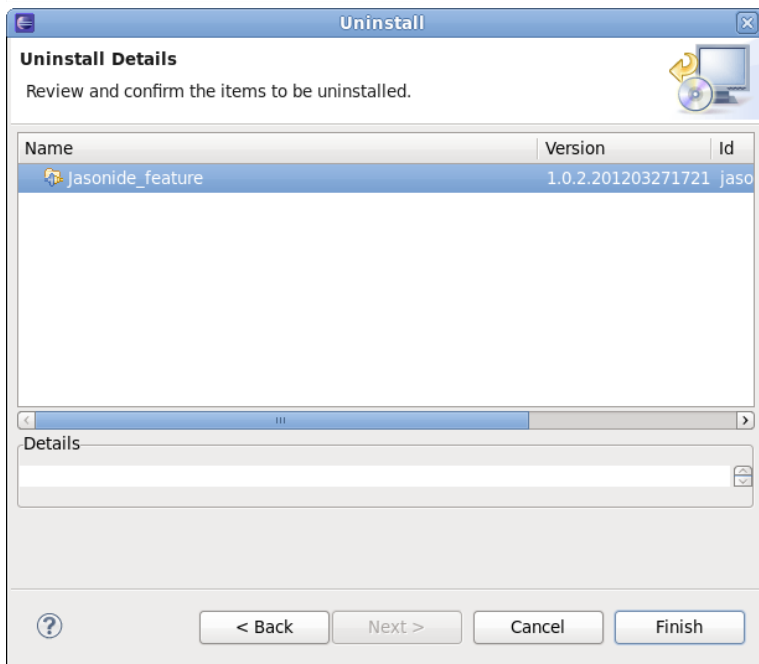 Uninstall
Uninstall Details
Review and confirm the items to be uninstalled.
Name Version Id
Jasonide_feature 1.0.2.201203271721 jaso
Details
< Back Next > Cancel Finish